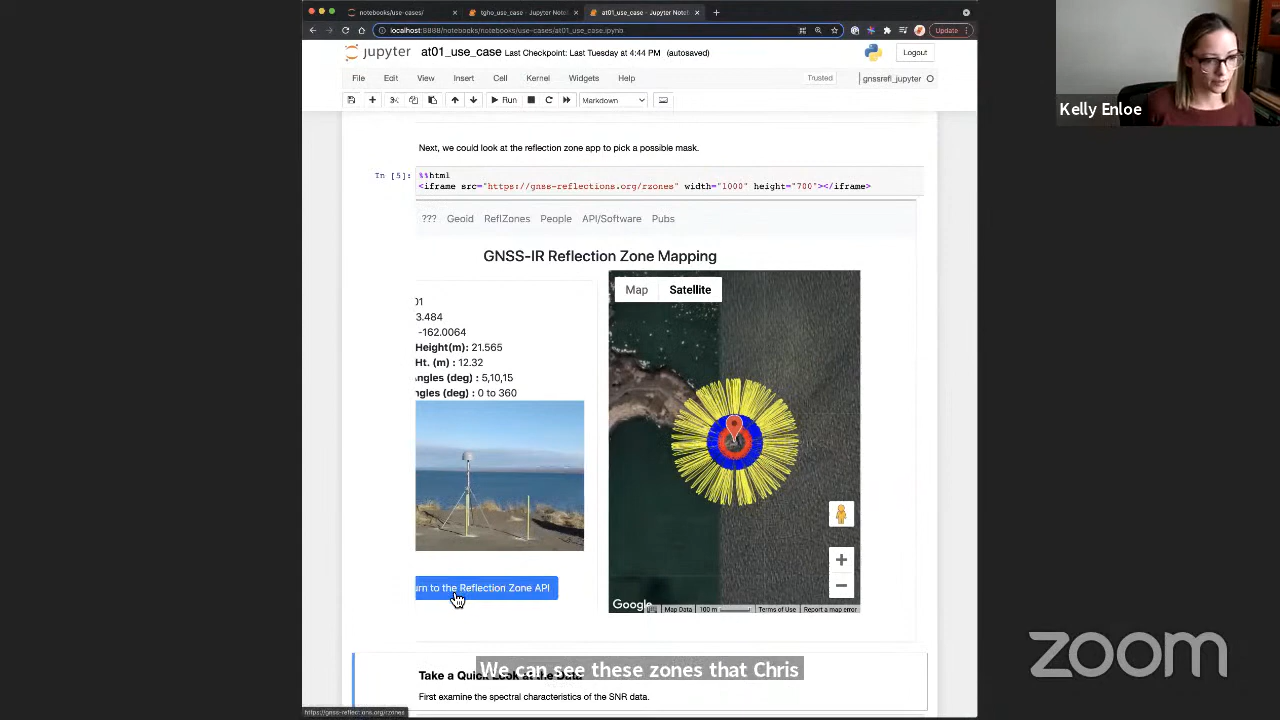 notebooks/use-cases/
tgho_use_case - Jupyter Noteb
at01_use_case - Jupyter Noteb
localhost:8888/notebooks/notebooks/use-cases/at01_use_case.ipynb
Update
jupyter at01_use_case Last Checkpoint: Last Tuesday at 4:44 PM (autosaved)
Logout
File Edit View Insert Cell Kernel Widgets Help
Trusted
gnssrefl_jupyter
Run
Markdown
Kelly Enloe
Next, we could look at the reflection zone app to pick a possible mask.
In [5]:
%%html
<iframe src="https://gnss-reflections.org/rzones" width="1000" height="700"></iframe>
??? Geoid ReflZones People API/Software Pubs
GNSS-IR Reflection Zone Mapping
01
3.484
-162.0064
Height(m): 21.565
Ht. (m) : 12.32
ngles (deg) : 5,10,15
ngles (deg) : 0 to 360
Map Satellite
urn to the Reflection Zone API
Google
Map Data 100 m Terms of Use Report a map error
We can see these zones that Chris
First examine the spectral characteristics of the SNR data.
https://gnss-reflections.org/rzones
zoom